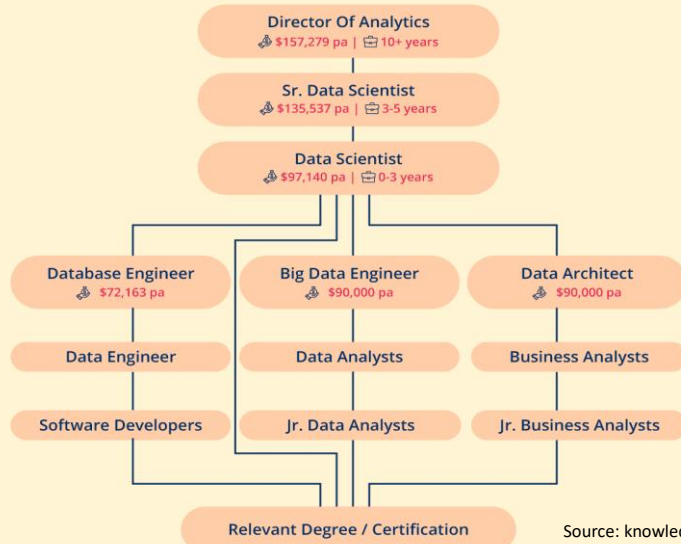 Director Of Analytics
$157,279 pa | 10+ years
Sr. Data Scientist
$135,537 pa | 3-5 years
Data Scientist
$97,140 pa | 0-3 years
Database Engineer
$72,163 pa
Big Data Engineer
$90,000 pa
Data Architect
$90,000 pa
Data Engineer
Data Analysts
Business Analysts
Software Developers
Jr. Data Analysts
Jr. Business Analysts
Relevant Degree / Certification
Source: